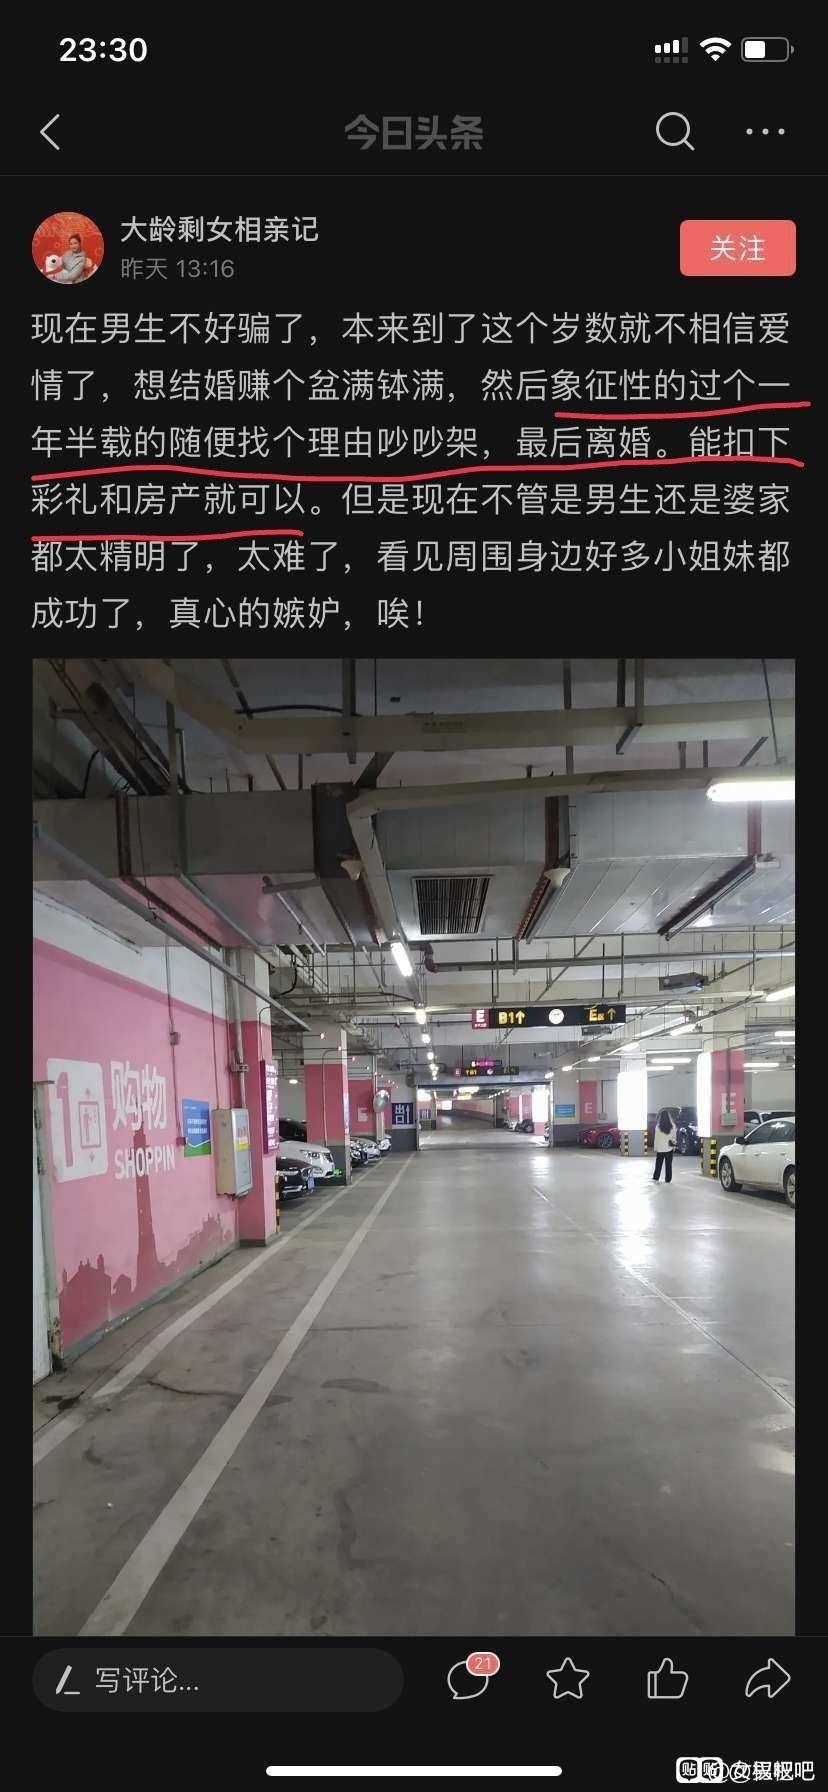 23:30
今日头条
大龄剩女相亲记
关注
昨天 13:16
现在男生不好骗了，本来到了这个岁数就不相信爱
情了，想结婚赚个盆满钵满，然后象征性的过个一
年半载的随便找个理由吵吵架，最后离婚。能扣下
彩礼和房产就可以。但是现在不管是男生还是婆家
都太精明了，太难了，看见周围身边好多小姐妹都
成功了，真心的嫉妒，唉！
E B1↑ E ↑
购物
SHOPPIN
出口
E
E
写评论...
21